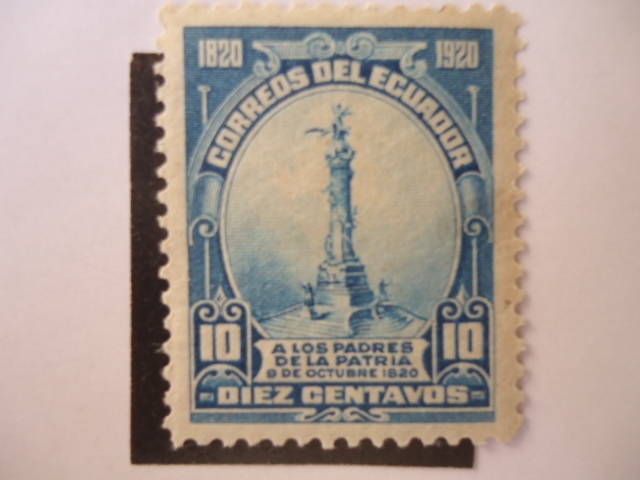 1820 1920
CORREOS DEL ECUADOR
10 10
A LOS PADRES
DE LA PATRIA
9 DE OCTUBRE 1820
DIEZ CENTAVOS